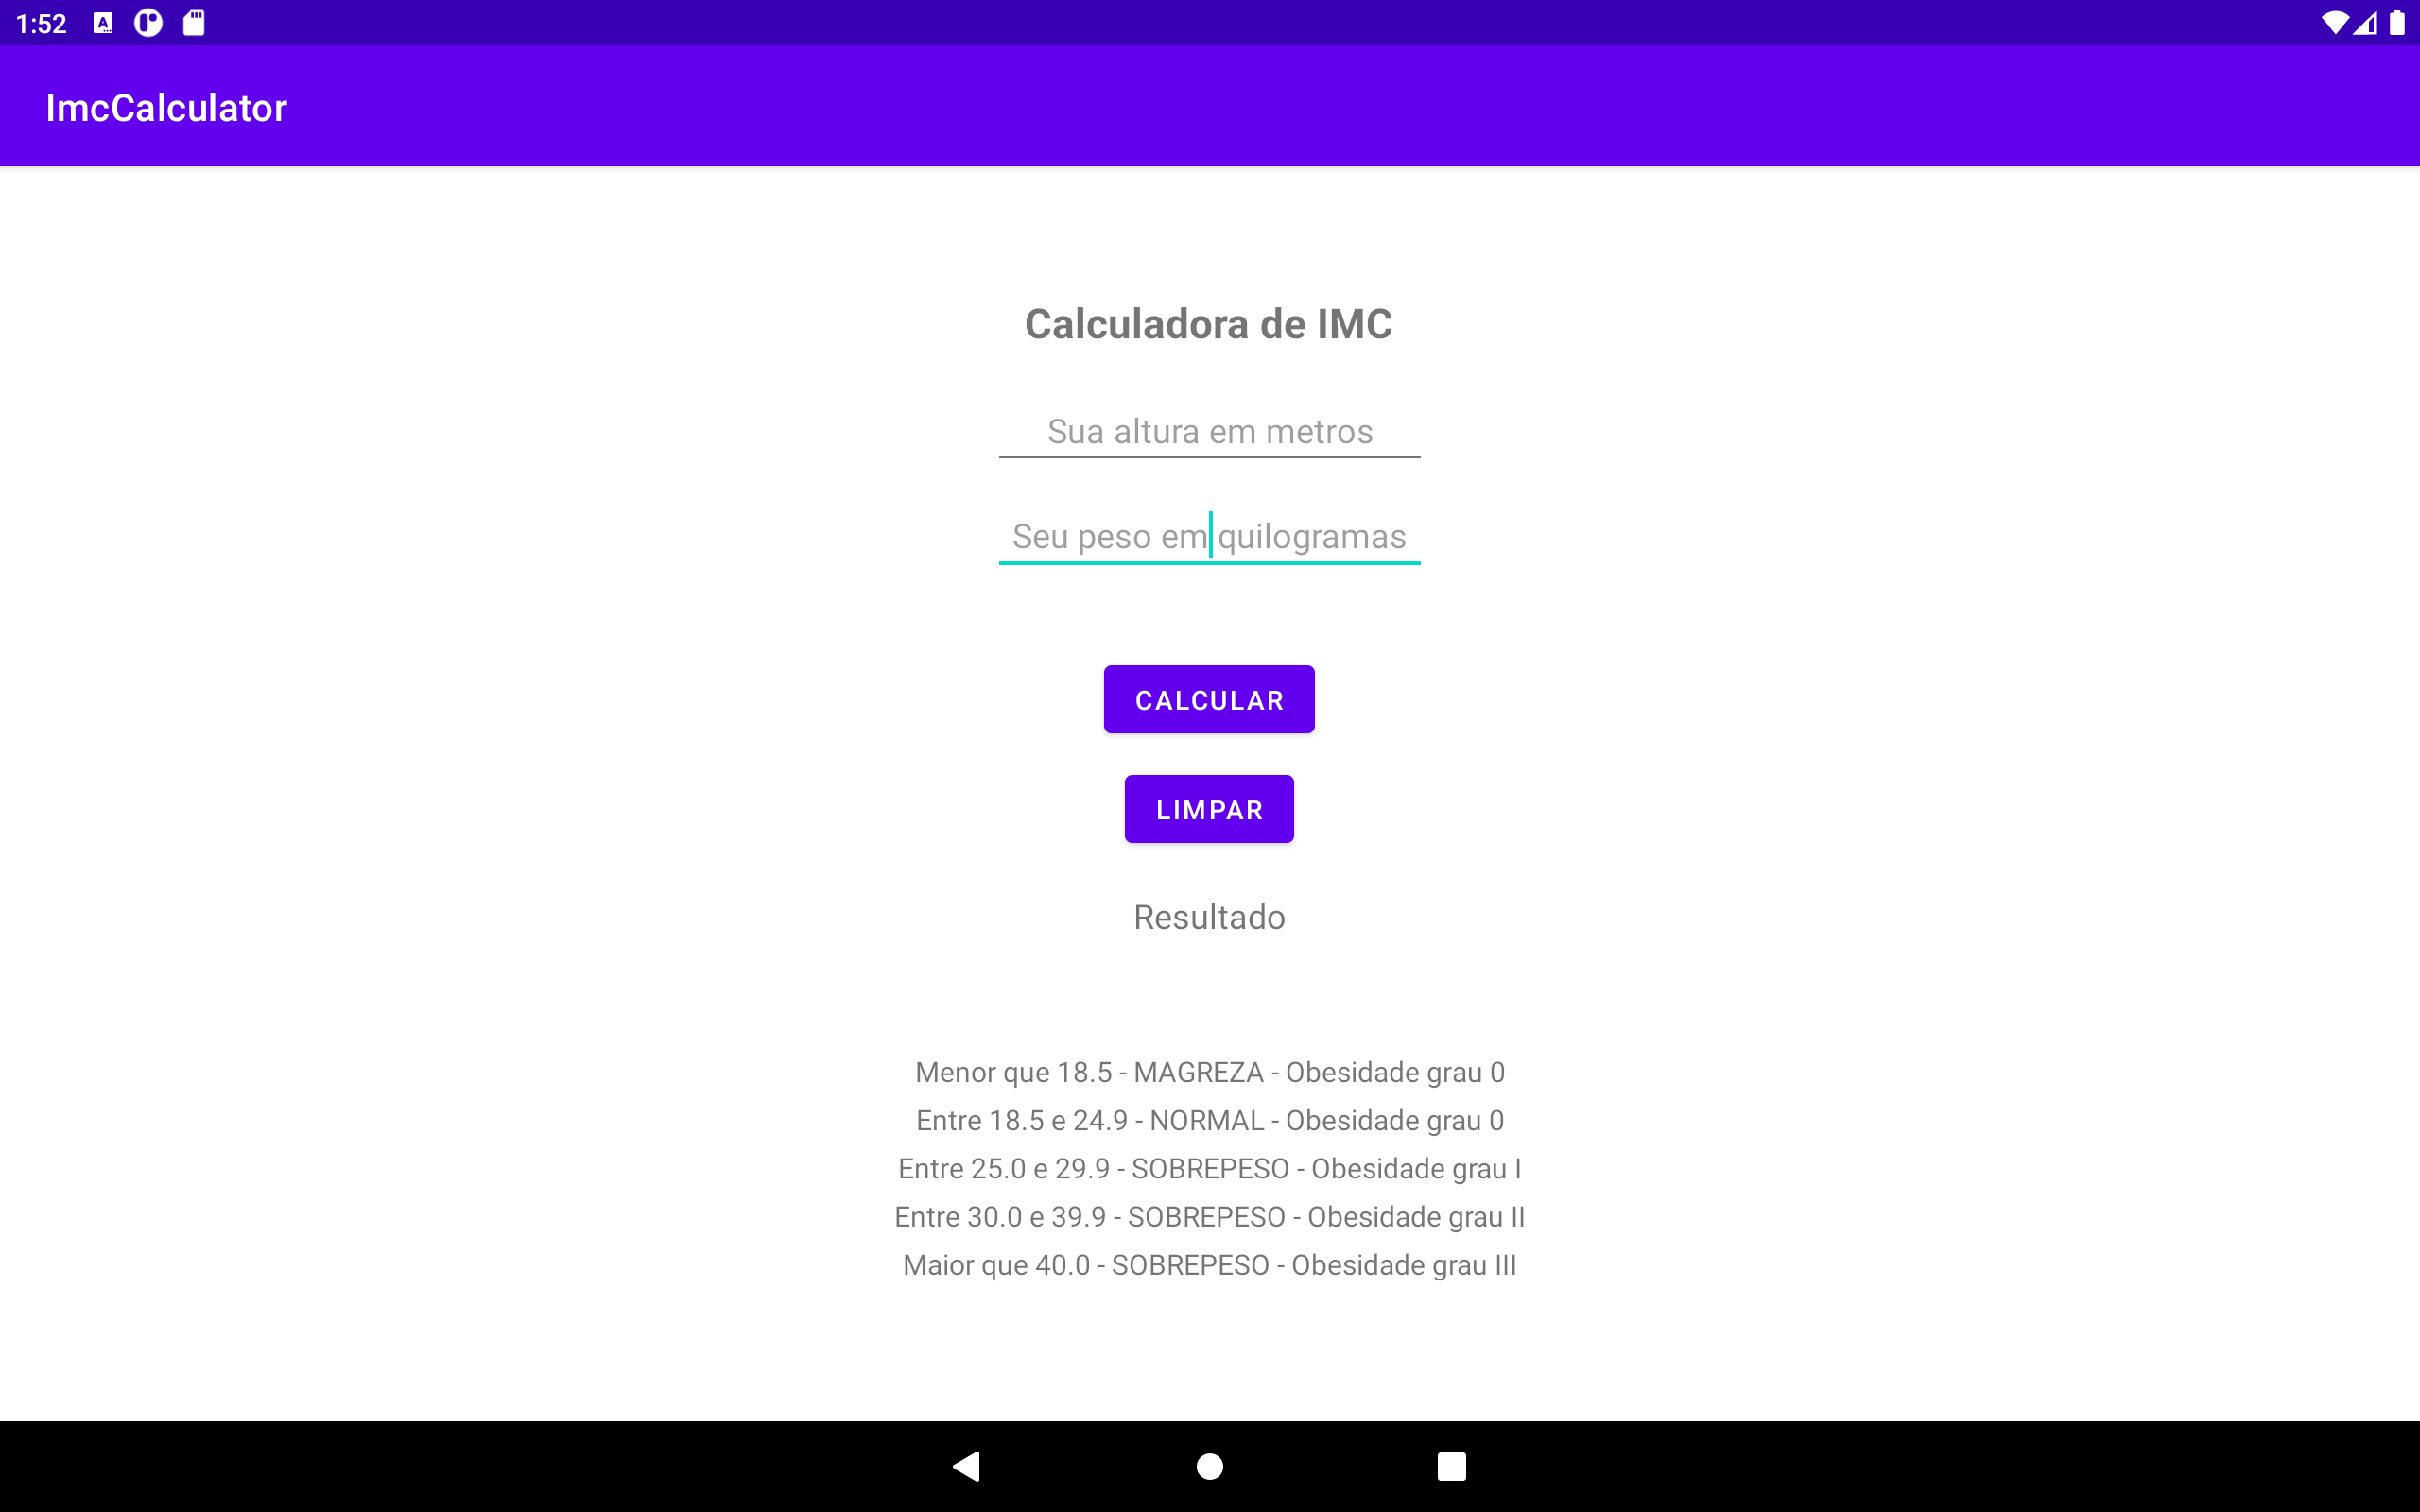 1:52
ImcCalculator
Calculadora de IMC
Sua altura em metros
Seu peso em quilogramas
CALCULAR
LIMPAR
Resultado
Menor que 18.5 - MAGREZA - Obesidade grau 0
Entre 18.5 e 24.9 - NORMAL - Obesidade grau 0
Entre 25.0 e 29.9 - SOBREPESO - Obesidade grau I
Entre 30.0 e 39.9 - SOBREPESO - Obesidade grau II
Maior que 40.0 - SOBREPESO - Obesidade grau III